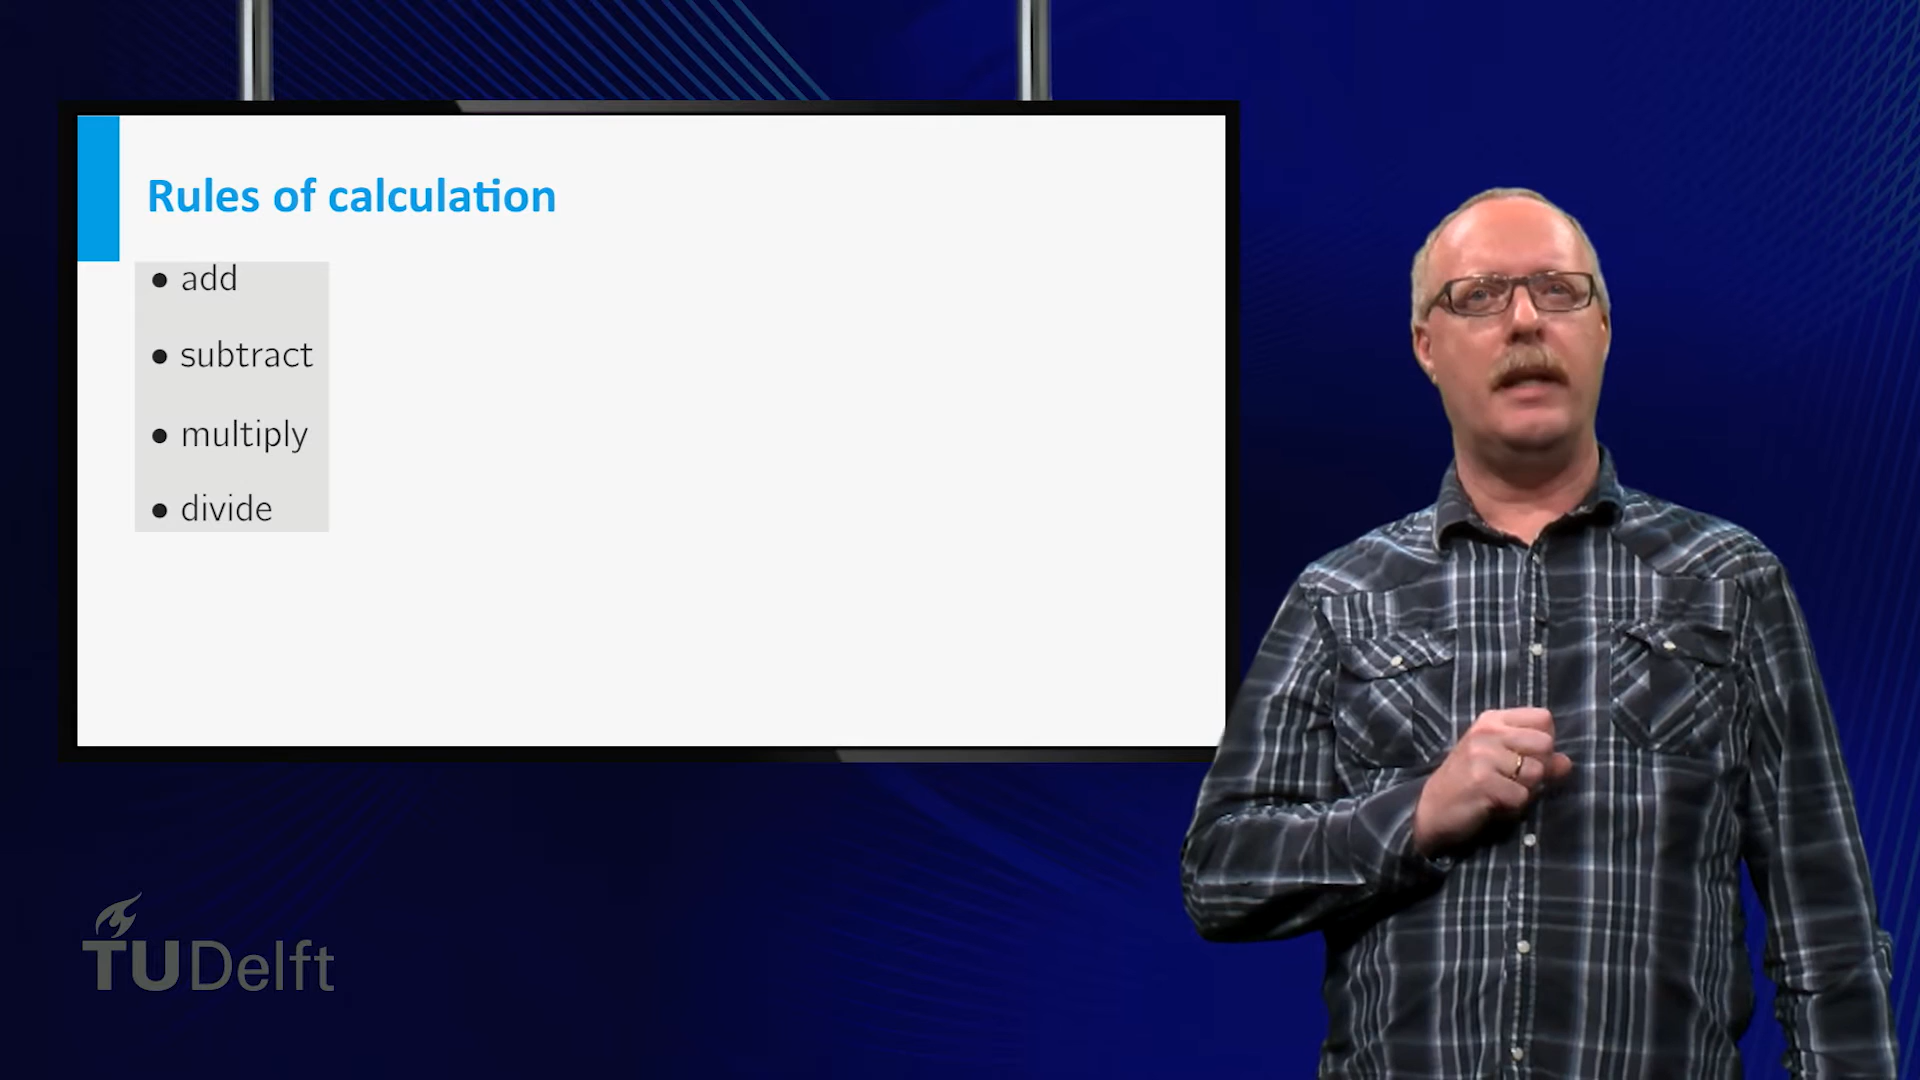 Rules of calculation
• add
• subtract
• multiply
• divide
TUDelft